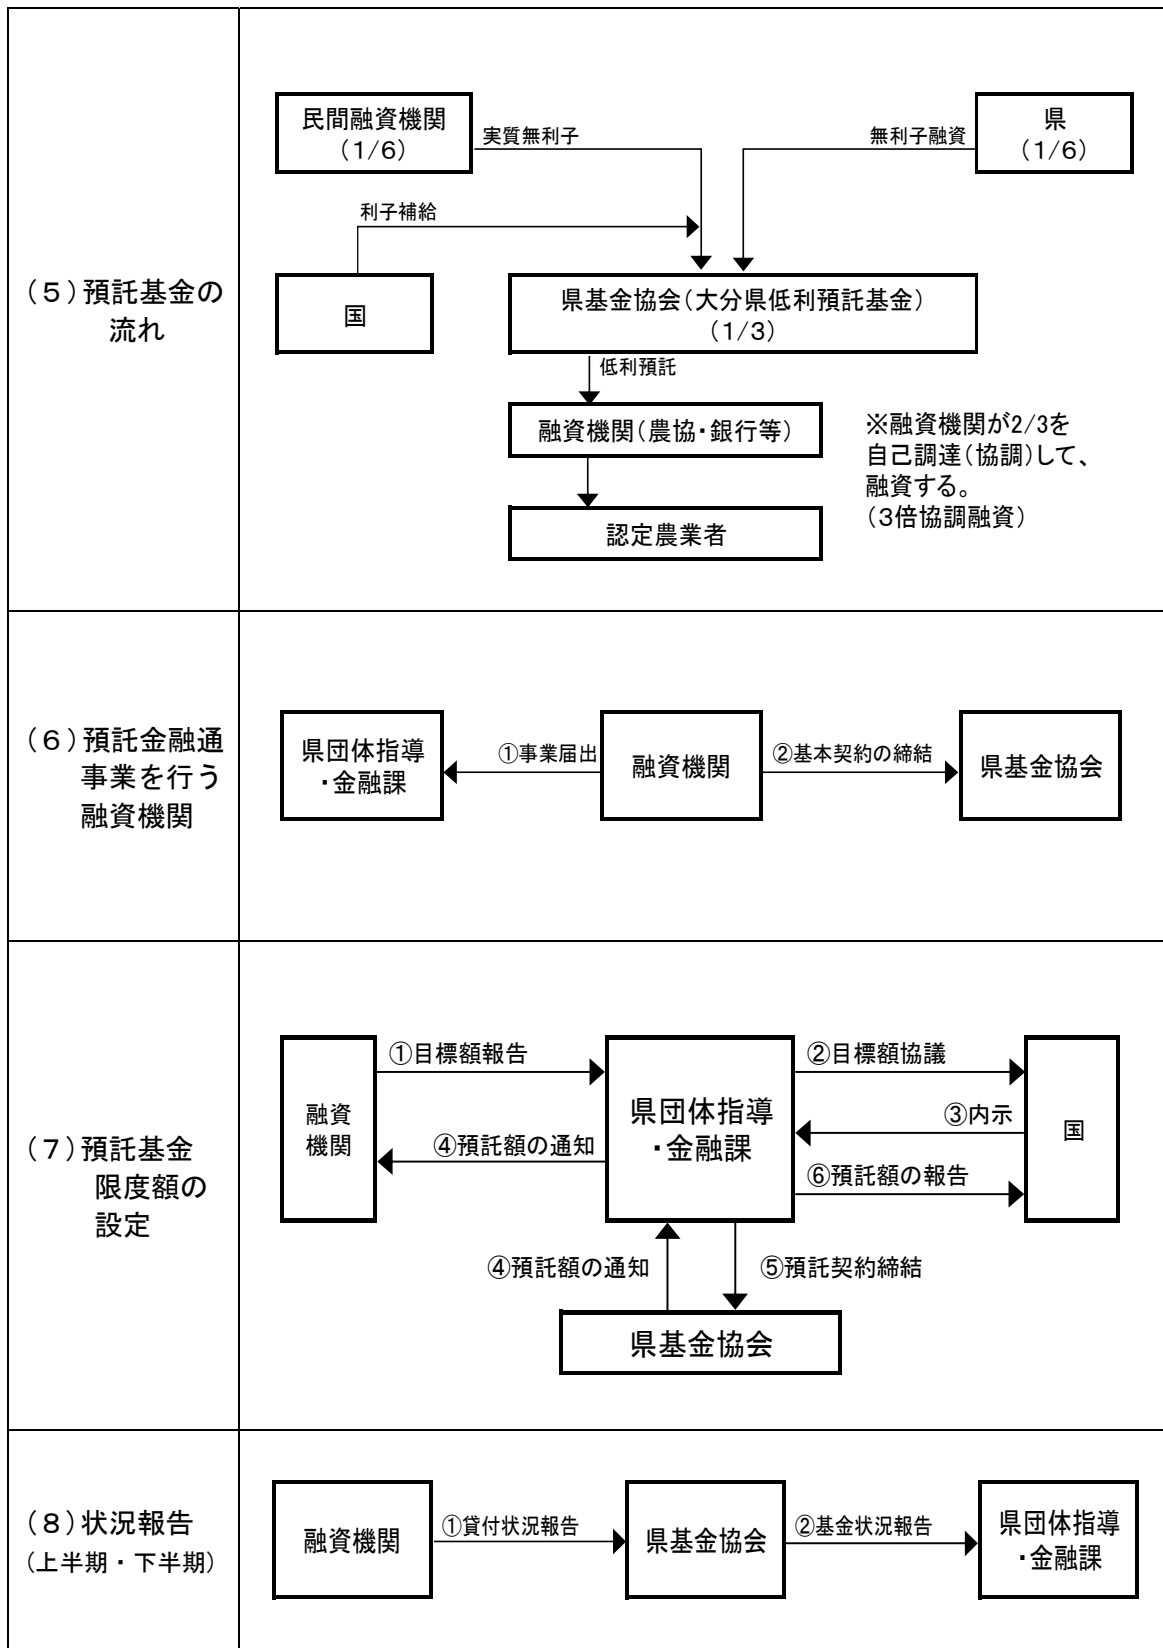 (5)預託基金の
流れ
民間融資機関
(1/6)
実質無利子
無利子融資
県
(1/6)
利子補給
国
県基金協会(大分県低利預託基金)
(1/3)
低利預託
融資機関(農協・銀行等)
※融資機関が2/3を
自己調達(協調)して、
融資する。
(3倍協調融資)
認定農業者
(6)預託金融通
事業を行う
融資機関
県団体指導
・金融課
①事業届出
融資機関
②基本契約の締結
県基金協会
(7)預託基金
限度額の
設定
融資
機関
①目標額報告
④預託額の通知
県団体指導
・金融課
②目標額協議
③内示
⑥預託額の報告
国
④預託額の通知
⑤預託契約締結
県基金協会
(8)状況報告
(上半期・下半期)
融資機関
①貸付状況報告
県基金協会
②基金状況報告
県団体指導
・金融課